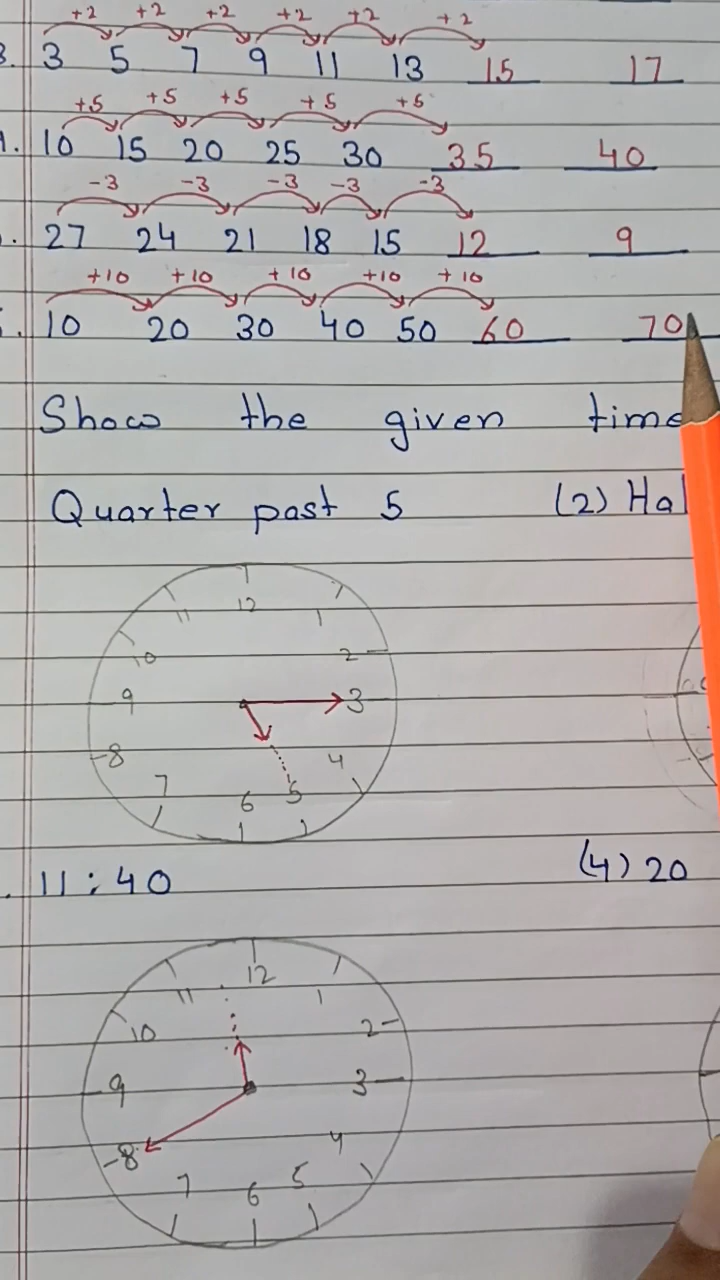 +2 +2 +2 +2 +2 +2
3. 3 5 7 9 11 13 15 17
+5 +5 +5 +5 +5
10 15 20 25 30 35 40
-3 -3 -3 -3 -3
27 24 21 18 15 12 9
+10 +10 +10 +10 +10
10 20 30 40 50 60 70
Show the given time
Quarter past 5 (2) Hal
12
11 1
10 2
9 3
8 4
7 6 5
11:40 (4) 20
12
11 1
10 2
9 3
8 4
7 6 5